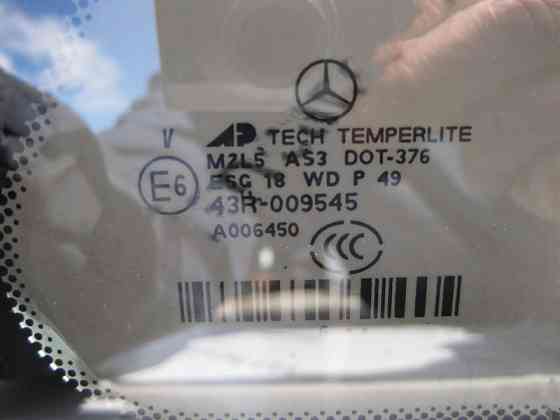 V AP TECH TEMPERLITE
M2L5 AS3 DOT-376
E6 ESG 18 WD P 49
43R-009545
A006450 CCC